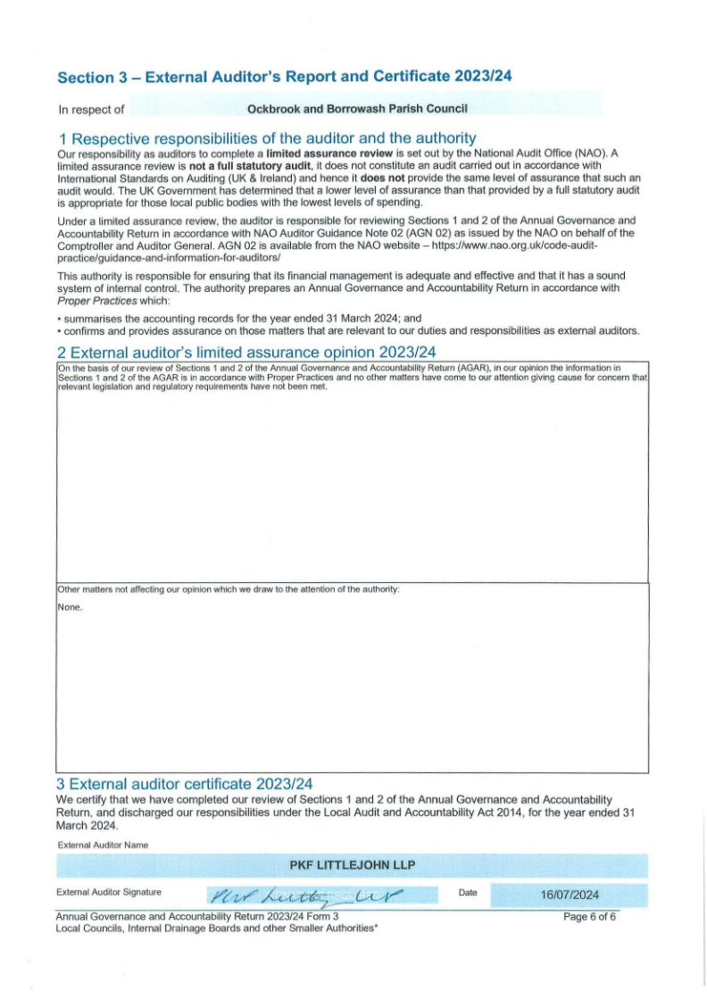 Section 3 – External Auditor's Report and Certificate 2023/24
In respect of Ockbrook and Borrowash Parish Council
1 Respective responsibilities of the auditor and the authority
Our responsibility as auditors to complete a limited assurance review is set out by the National Audit Office (NAO). A
limited assurance review is not a full statutory audit, it does not constitute an audit carried out in accordance with
International Standards on Auditing (UK & Ireland) and hence it does not provide the same level of assurance that such an
audit would. The UK Government has determined that a lower level of assurance than that provided by a full statutory audit
is appropriate for those local public bodies with the lowest levels of spending.
Under a limited assurance review, the auditor is responsible for reviewing Sections 1 and 2 of the Annual Governance and
Accountability Return in accordance with NAO Auditor Guidance Note 02 (AGN 02) as issued by the NAO on behalf of the
Comptroller and Auditor General. AGN 02 is available from the NAO website – https://www.nao.org.uk/code-audit-
practice/guidance-and-information-for-auditors/
This authority is responsible for ensuring that its financial management is adequate and effective and that it has a sound
system of internal control. The authority prepares an Annual Governance and Accountability Return in accordance with
Proper Practices which:
• summarises the accounting records for the year ended 31 March 2024; and
• confirms and provides assurance on those matters that are relevant to our duties and responsibilities as external auditors.
2 External auditor's limited assurance opinion 2023/24
On the basis of our review of Sections 1 and 2 of the Annual Governance and Accountability Return (AGAR), in our opinion the information in
Sections 1 and 2 of the AGAR is in accordance with Proper Practices and no other matters have come to our attention giving cause for concern that
relevant legislation and regulatory requirements have not been met.
Other matters not affecting our opinion which we draw to the attention of the authority:
None.
3 External auditor certificate 2023/24
We certify that we have completed our review of Sections 1 and 2 of the Annual Governance and Accountability
Return, and discharged our responsibilities under the Local Audit and Accountability Act 2014, for the year ended 31
March 2024.
External Auditor Name
PKF LITTLEJOHN LLP
External Auditor Signature PKF Littlejohn LLP Date 16/07/2024
Annual Governance and Accountability Return 2023/24 Form 3 Page 6 of 6
Local Councils, Internal Drainage Boards and other Smaller Authorities*